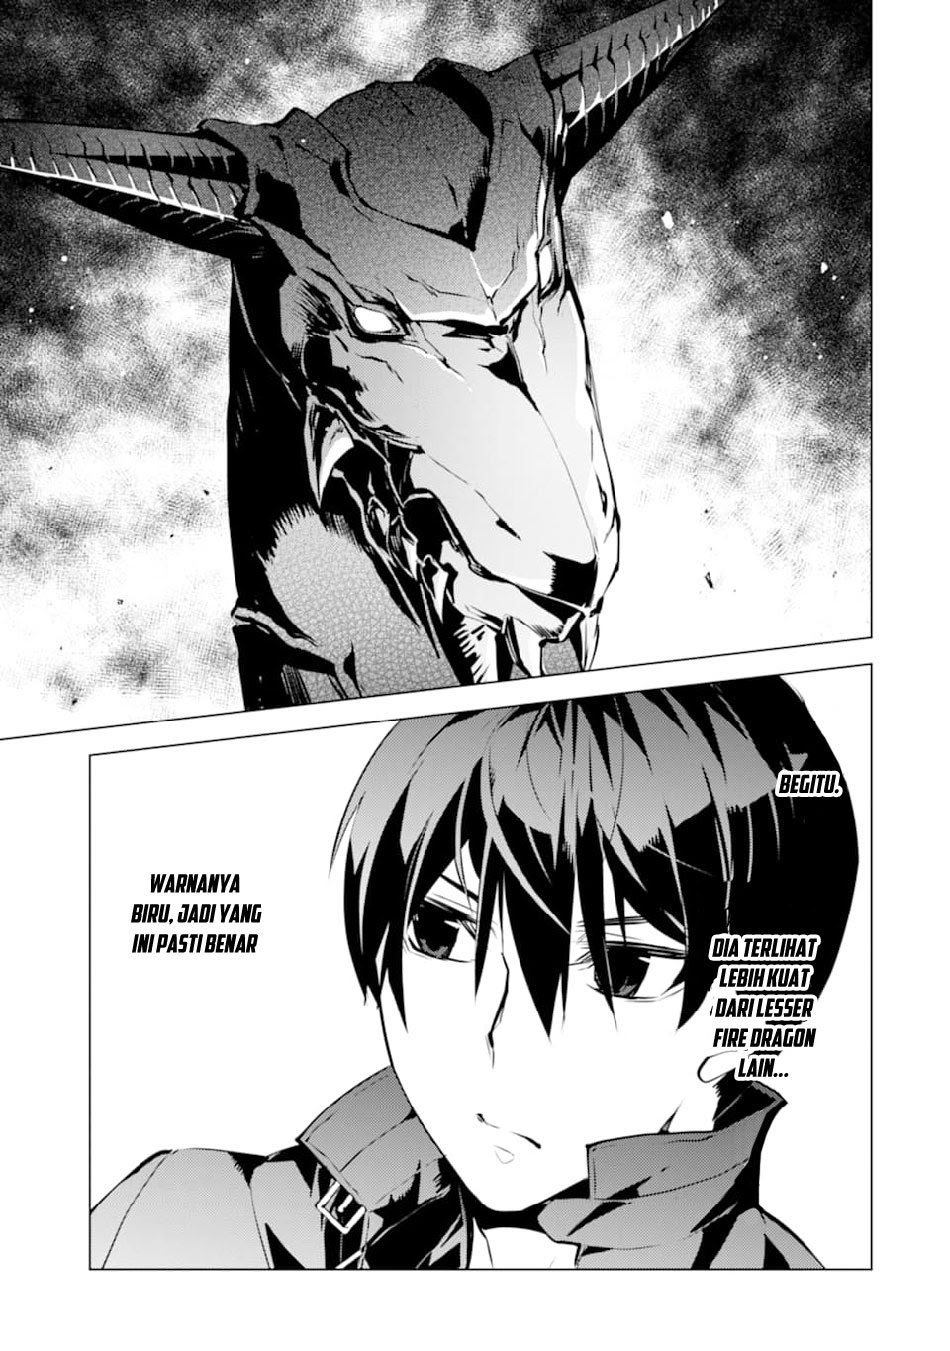 BEGITU.
DIA TERLIHAT
LEBIH KUAT
DARI LESSER
FIRE DRAGON
LAIN...
WARNANYA
BIRU, JADI YANG
INI PASTI BENAR